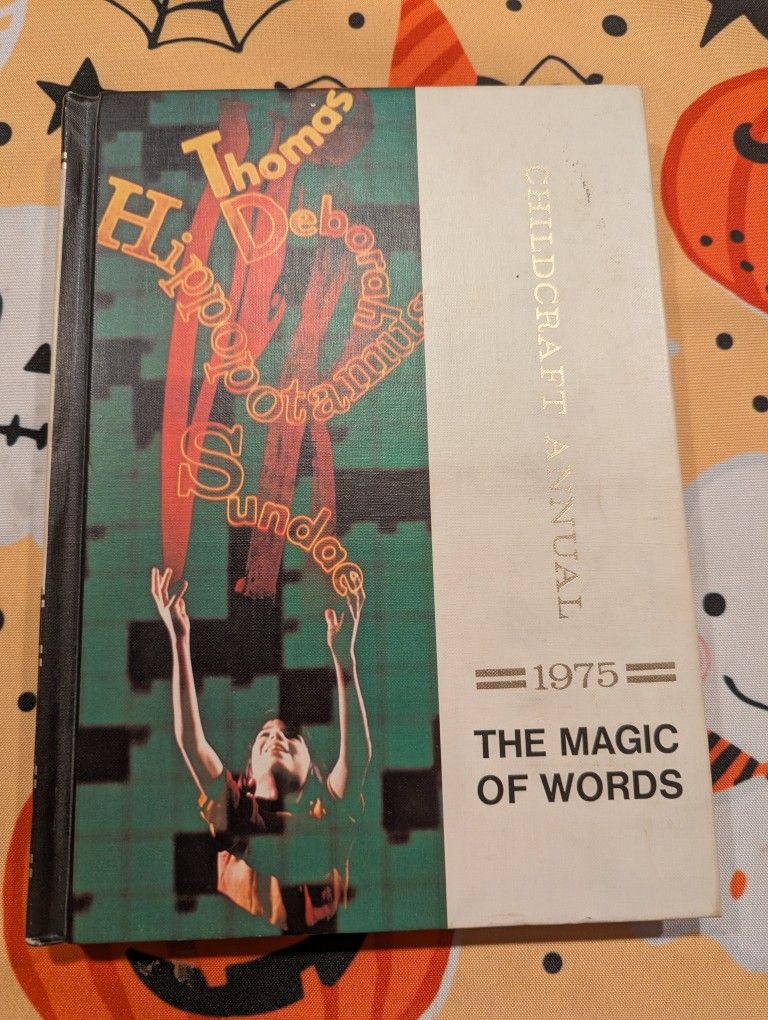 Thomas
Deborah
Hippopotamus
Sundae
CHILDCRAFT ANNUAL
1975
THE MAGIC
OF WORDS